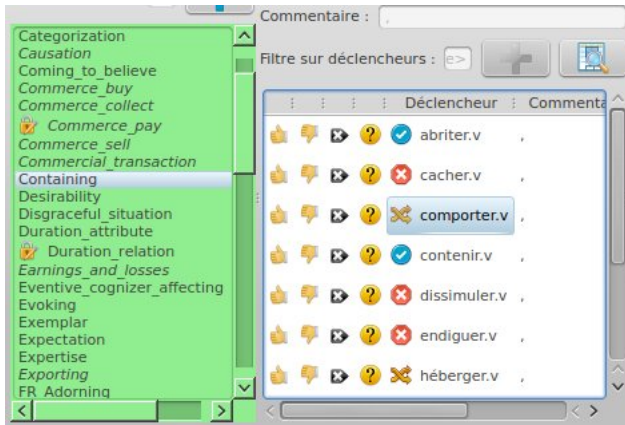 Categorization
Causation
Coming_to_believe
Commerce_buy
Commerce_collect
Commerce_pay
Commerce_sell
Commercial_transaction
Containing
Desirability
Disgraceful_situation
Duration_attribute
Duration_relation
Earnings_and_losses
Eventive_cognizer_affecting
Evoking
Exemplar
Expectation
Expertise
Exporting
FR_Adorning
Commentaire : ,
Filtre sur déclencheurs : e>
Déclencheur Commenta
abriter.v ,
cacher.v ,
comporter.v ,
contenir.v ,
dissimuler.v ,
endiguer.v ,
héberger.v ,